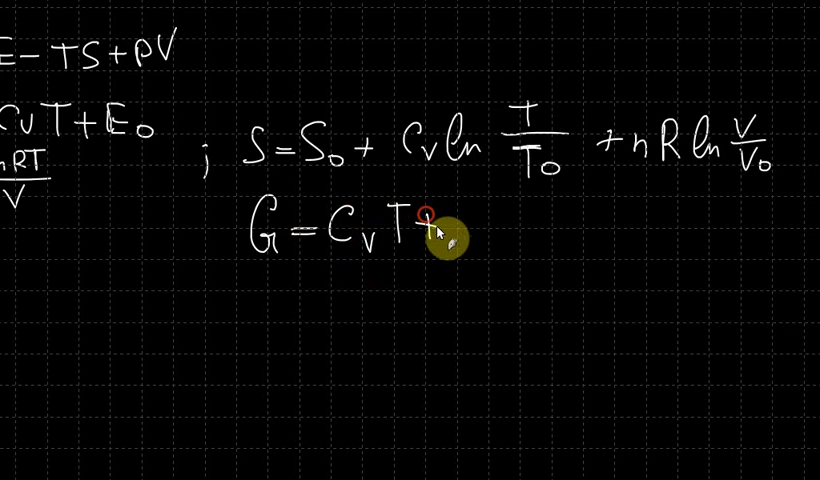 E - TS + PV
CvT + E₀
nRT/V
; S = S₀ + Cv ln T/T₀ + nR ln V/V₀
G = CvT +